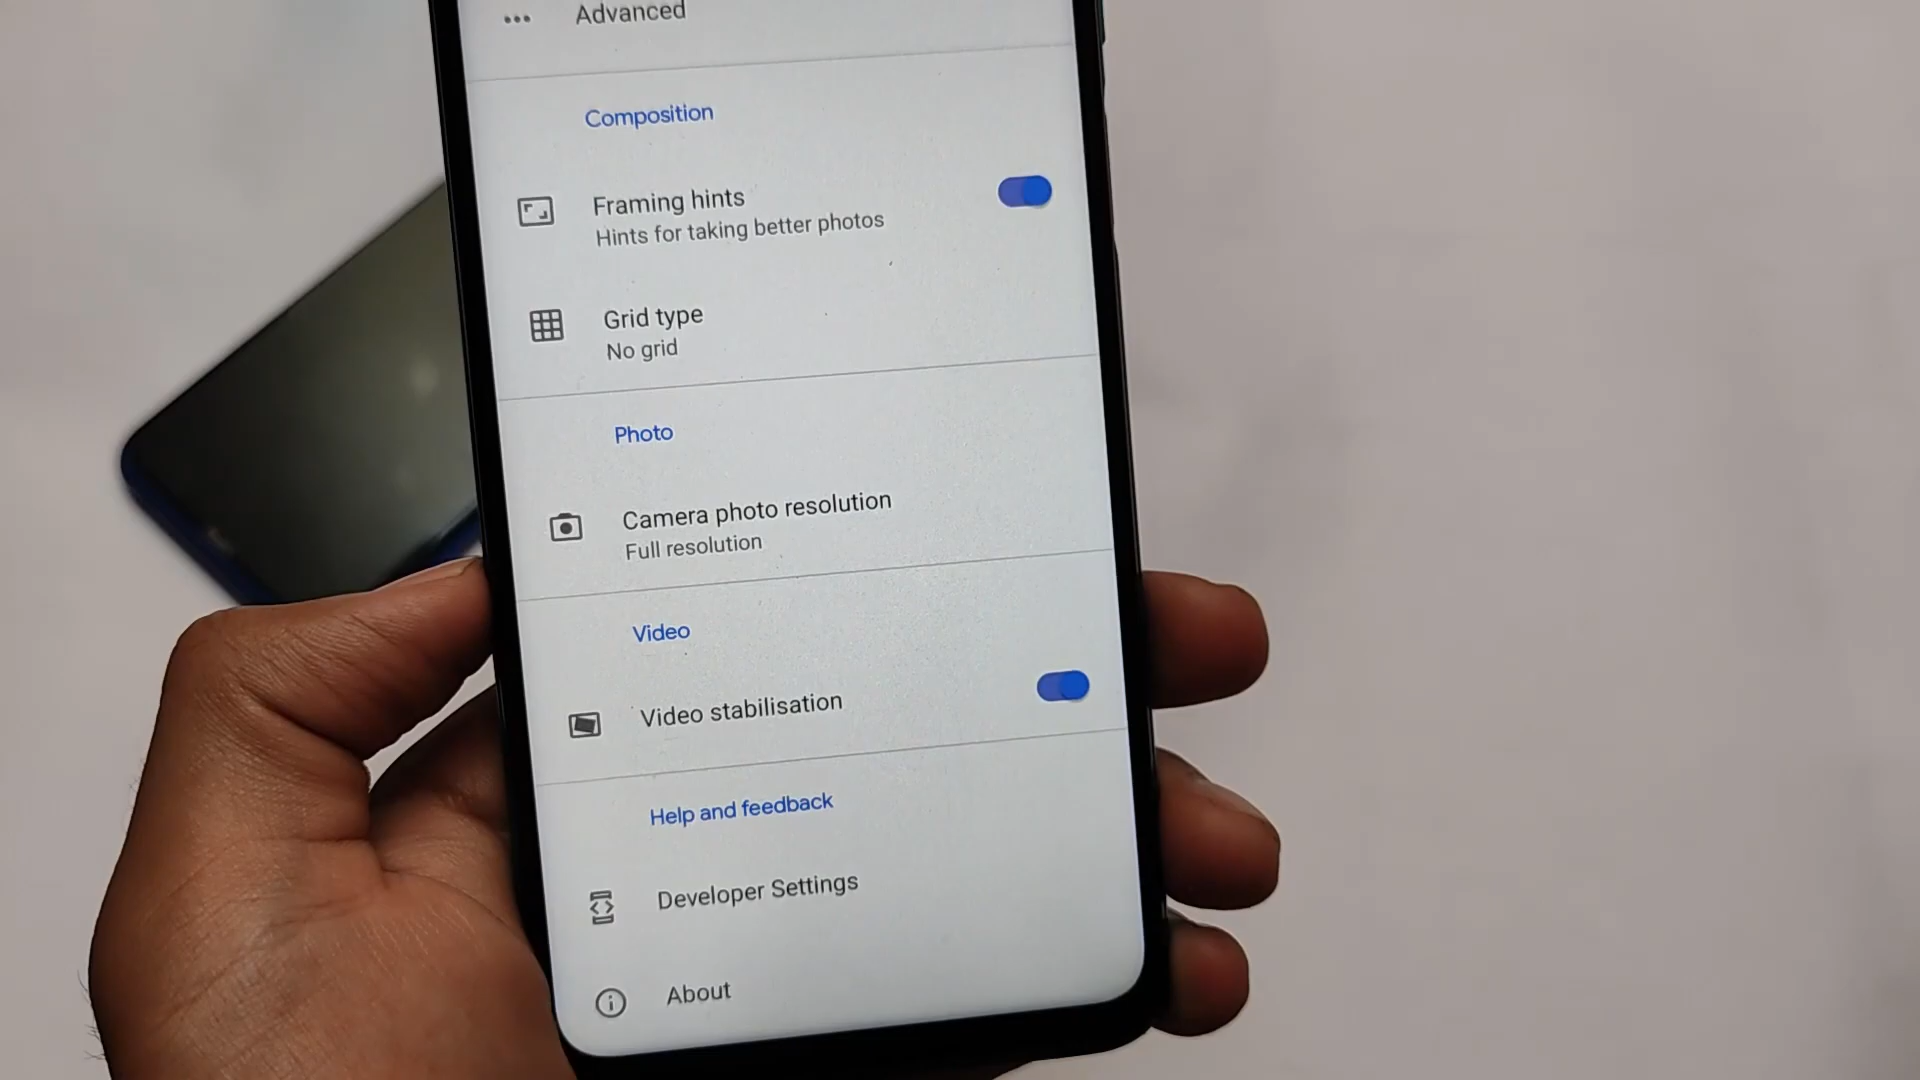 Advanced
Composition
Framing hints
Hints for taking better photos
Grid type
No grid
Photo
Camera photo resolution
Full resolution
Video
Video stabilisation
Help and feedback
Developer Settings
About